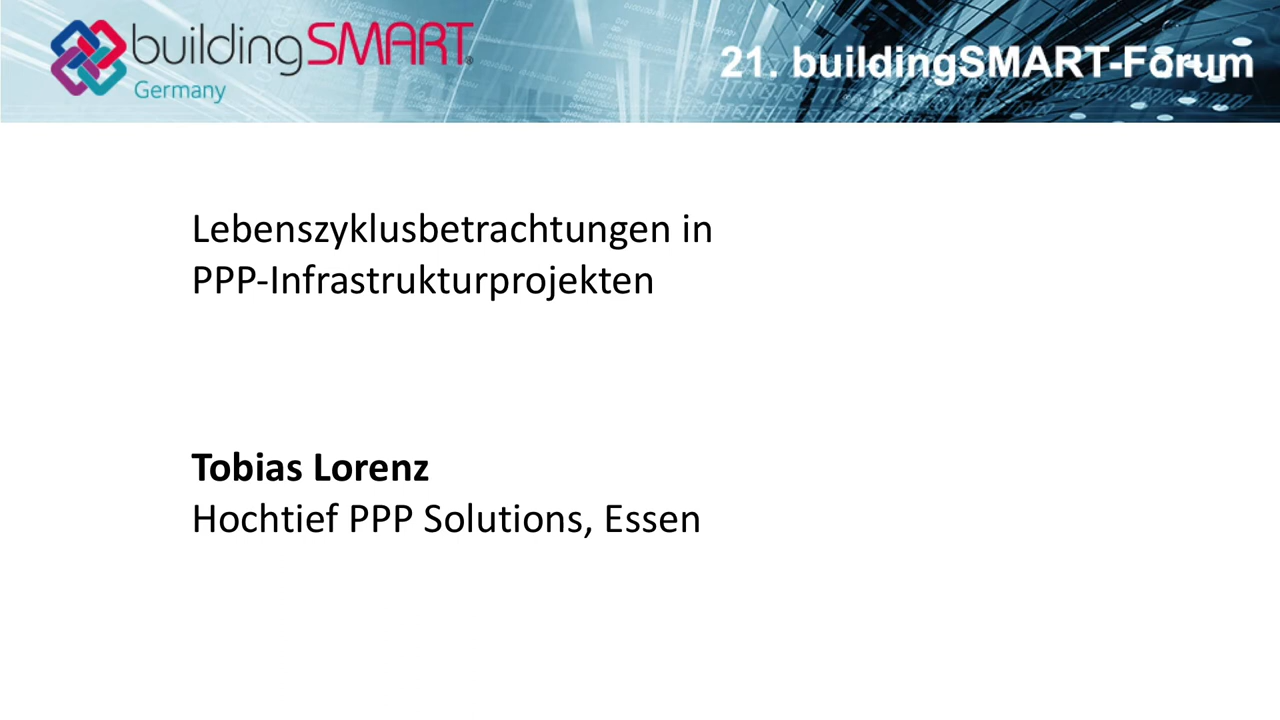 buildingSMART®
Germany
21. buildingSMART-Forum
Lebenszyklusbetrachtungen in
PPP-Infrastrukturprojekten
Tobias Lorenz
Hochtief PPP Solutions, Essen